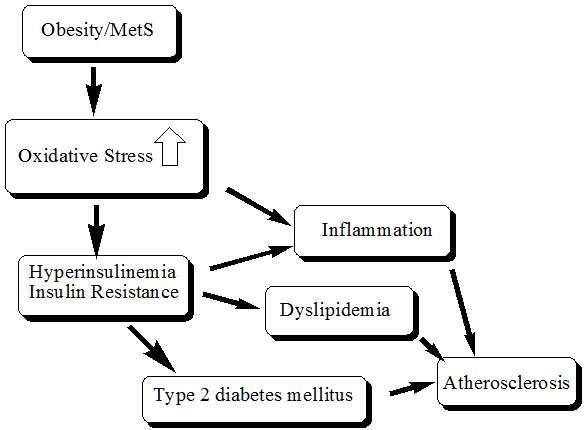 Obesity/MetS
Oxidative Stress
Inflammation
Hyperinsulinemia
Insulin Resistance
Dyslipidemia
Atherosclerosis
Type 2 diabetes mellitus